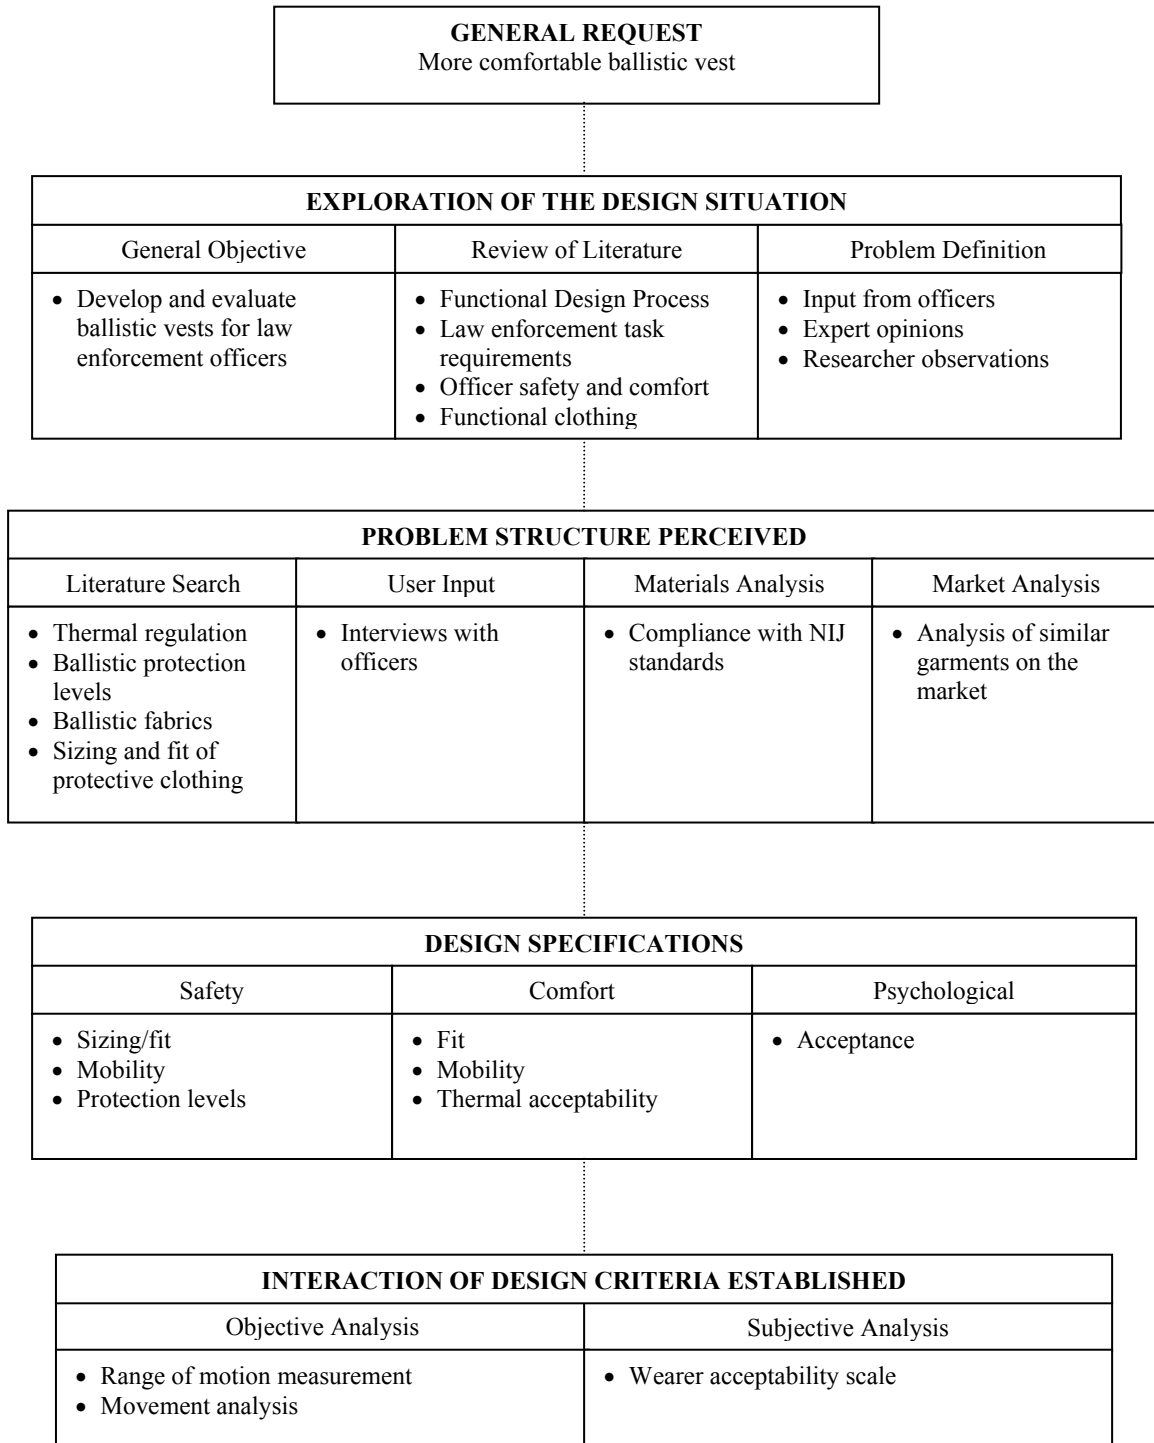 GENERAL REQUEST
More comfortable ballistic vest
EXPLORATION OF THE DESIGN SITUATION
General Objective
• Develop and evaluate
ballistic vests for law
enforcement officers
Review of Literature
• Functional Design Process
• Law enforcement task
requirements
• Officer safety and comfort
• Functional clothing
Problem Definition
• Input from officers
• Expert opinions
• Researcher observations
PROBLEM STRUCTURE PERCEIVED
Literature Search
• Thermal regulation
• Ballistic protection
levels
• Ballistic fabrics
• Sizing and fit of
protective clothing
User Input
• Interviews with
officers
Materials Analysis
• Compliance with NIJ
standards
Market Analysis
• Analysis of similar
garments on the
market
DESIGN SPECIFICATIONS
Safety
• Sizing/fit
• Mobility
• Protection levels
Comfort
• Fit
• Mobility
• Thermal acceptability
Psychological
• Acceptance
INTERACTION OF DESIGN CRITERIA ESTABLISHED
Objective Analysis
• Range of motion measurement
• Movement analysis
Subjective Analysis
• Wearer acceptability scale